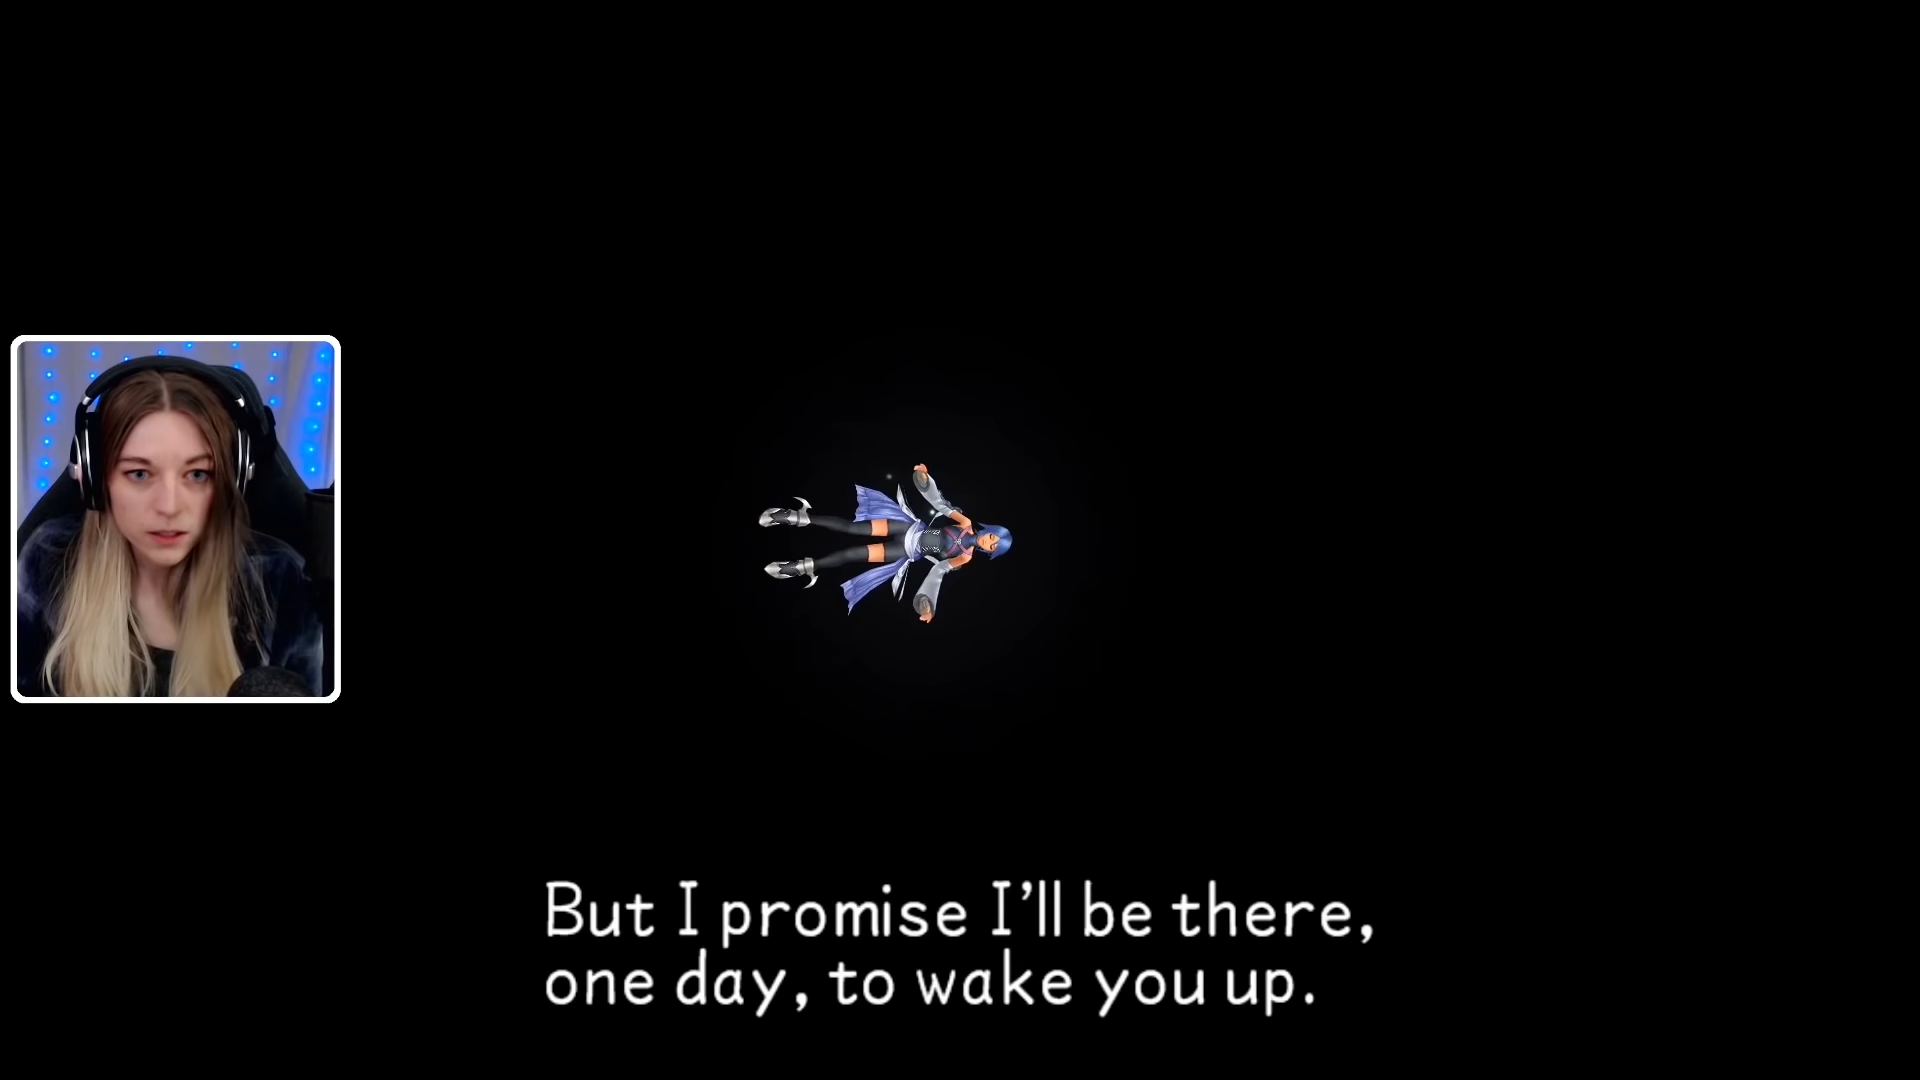 But I promise I'll be there,
one day, to wake you up.